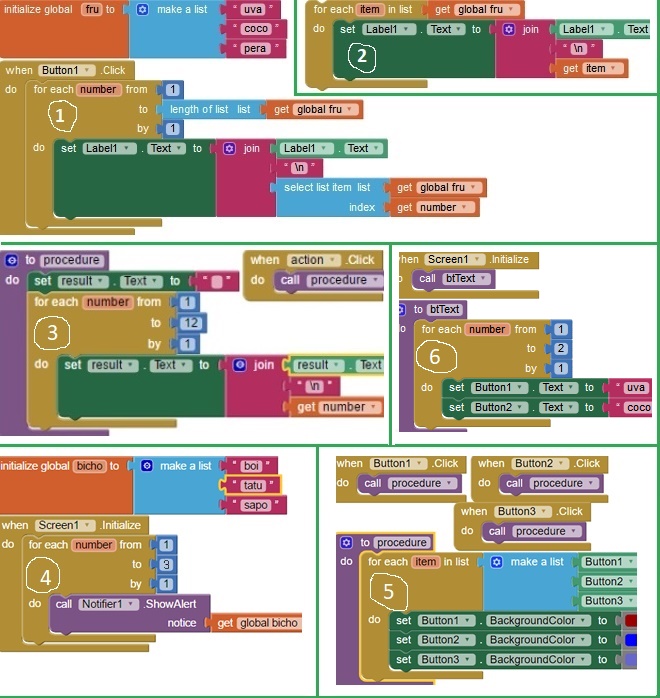 initialize global fru to make a list " uva "
" coco "
" pera "
when Button1 .Click
do for each number from 1
1
to length of list list get global fru
by 1
do set Label1 . Text to join Label1 . Text
" \n "
select list item list get global fru
index get number
for each item in list get global fru
do set Label1 . Text to join Label1 . Text
2
" \n "
get item
to procedure
do set result . Text to " "
for each number from 1
3
to 12
by 1
do set result . Text to join result . Text
" \n "
get number
when action .Click
do call procedure
when Screen1 .Initialize
call btText
to btText
for each number from 1
6
to 2
by 1
do set Button1 . Text to " uva
set Button2 . Text to " coco
initialize global bicho to make a list " boi "
" tatu "
" sapo "
when Screen1 .Initialize
do for each number from 1
4
to 3
by 1
do call Notifier1 .ShowAlert
notice get global bicho
when Button1 .Click
do call procedure
when Button2 .Click
do call procedure
when Button3 .Click
do call procedure
to procedure
do for each item in list make a list Button1
5
Button2
Button3
do set Button1 . BackgroundColor to
set Button2 . BackgroundColor to
set Button3 . BackgroundColor to